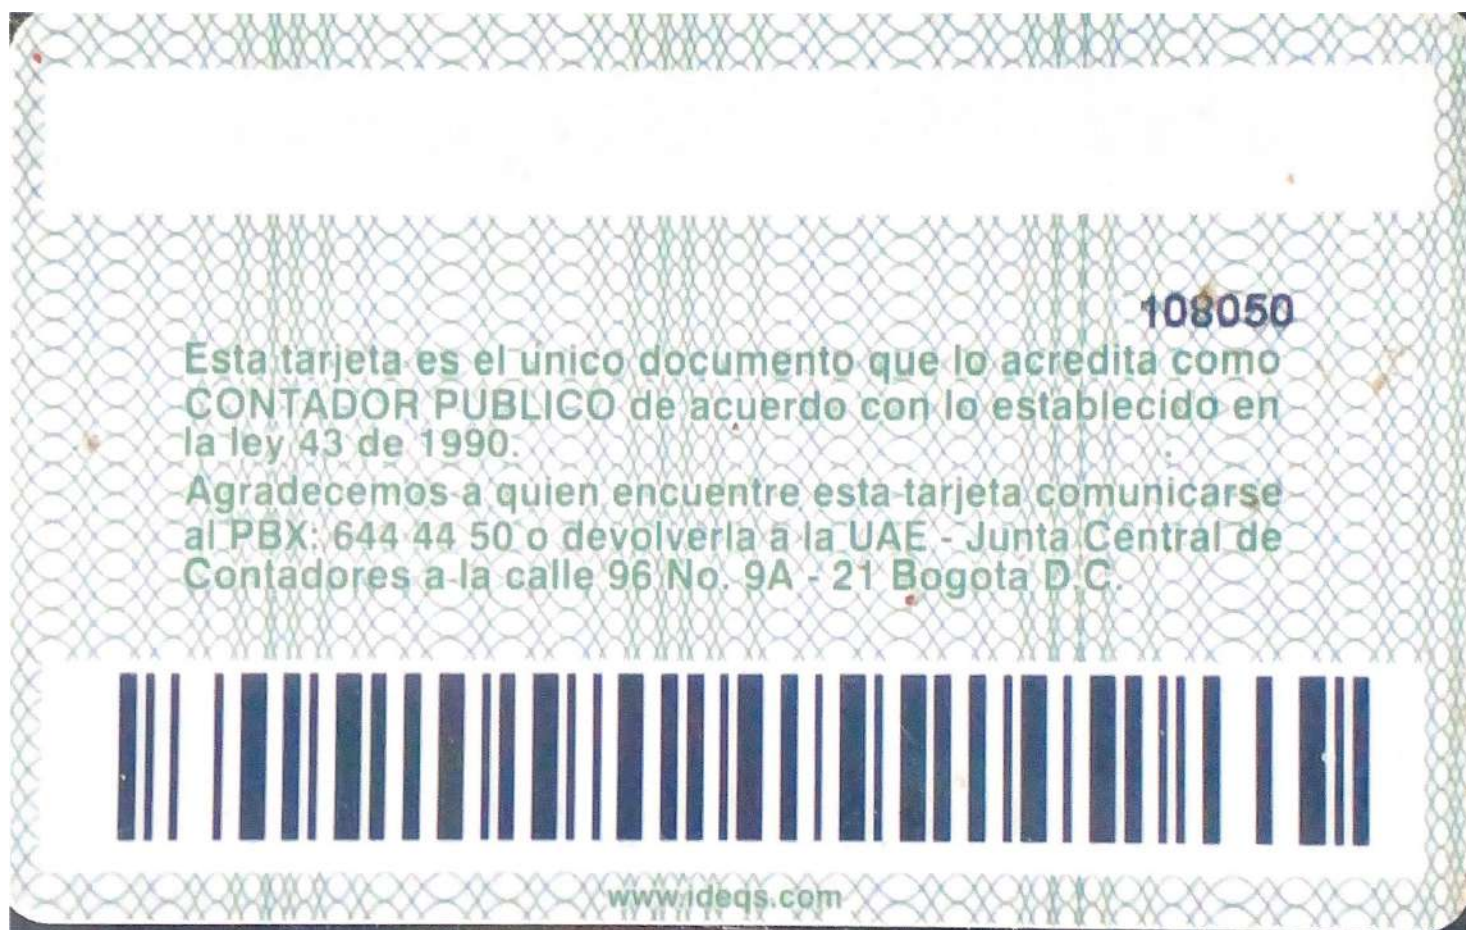 108050
Esta tarjeta es el único documento que lo acredita como
CONTADOR PUBLICO de acuerdo con lo establecido en
la ley 43 de 1990.
Agradecemos a quien encuentre esta tarjeta comunicarse
al PBX: 644 44 50 o devolverla a la UAE - Junta Central de
Contadores a la calle 96 No. 9A - 21 Bogota D.C.
www.ideqs.com